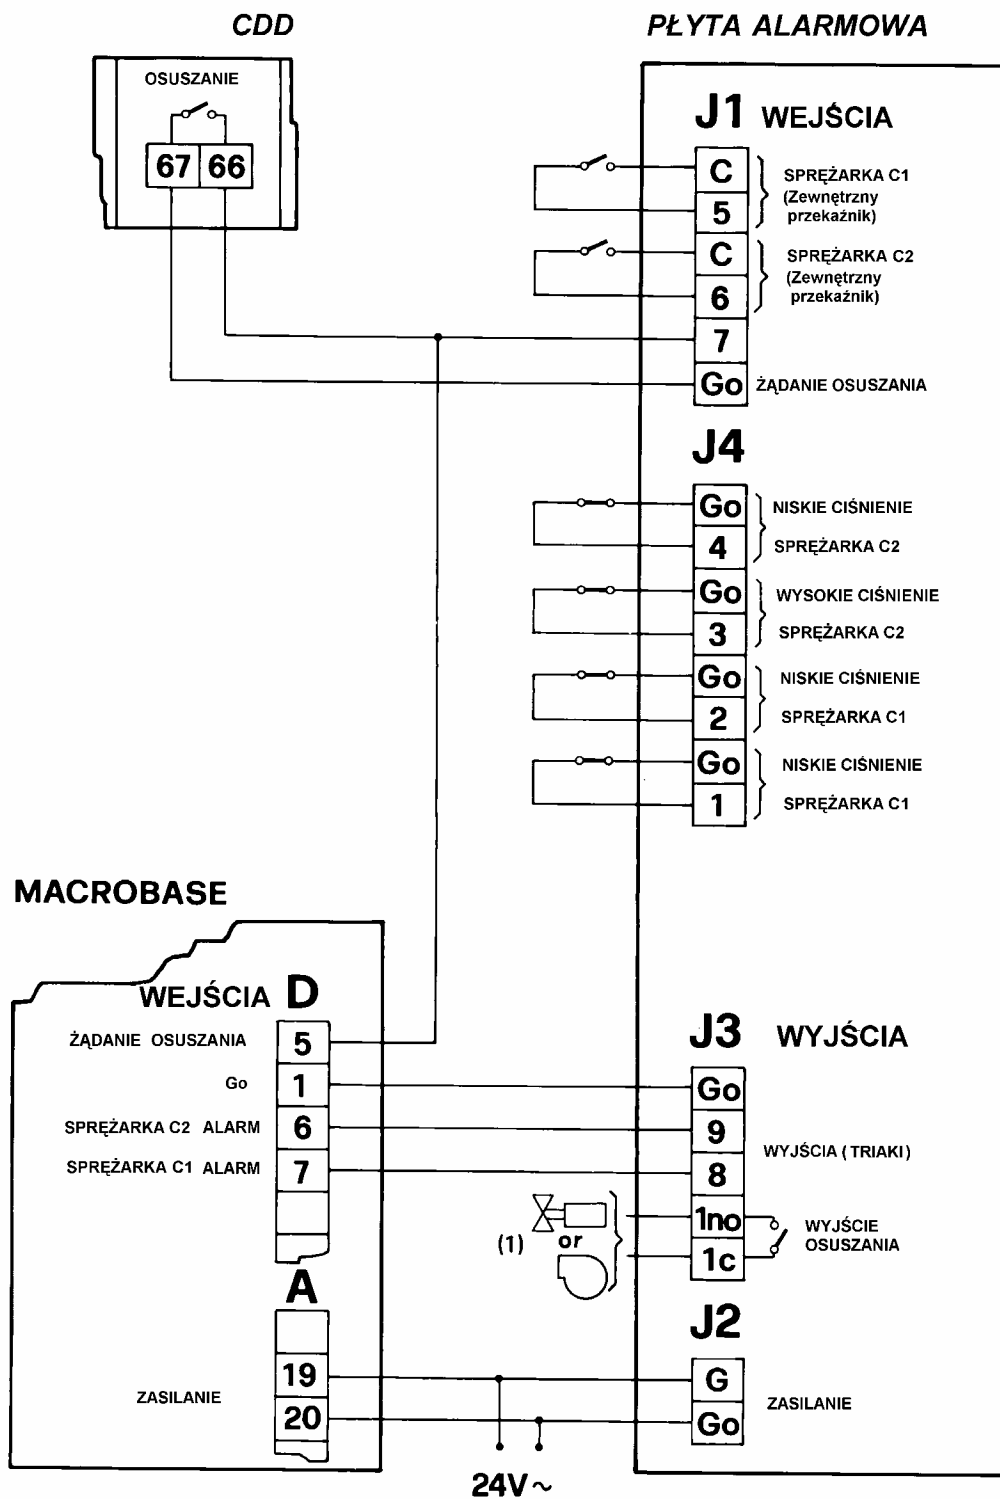 CDD
PŁYTA ALARMOWA
OSUSZANIE
67 66
J1 WEJŚCIA
C
5
SPRĘŻARKA C1
(Zewnętrzny
przekaźnik)
C
6
SPRĘŻARKA C2
(Zewnętrzny
przekaźnik)
7
Go ŻĄDANIE OSUSZANIA
J4
Go NISKIE CIŚNIENIE
4 SPRĘŻARKA C2
Go WYSOKIE CIŚNIENIE
3 SPRĘŻARKA C2
Go NISKIE CIŚNIENIE
2 SPRĘŻARKA C1
Go NISKIE CIŚNIENIE
1 SPRĘŻARKA C1
MACROBASE
WEJŚCIA D
ŻĄDANIE OSUSZANIA 5
Go 1
SPRĘŻARKA C2 ALARM 6
SPRĘŻARKA C1 ALARM 7
A
19
20
ZASILANIE
J3 WYJŚCIA
Go
9
8
WYJŚCIA (TRIAKI)
1no
1c
WYJŚCIE
OSUSZANIA
(1) or
J2
G
Go
ZASILANIE
24V~